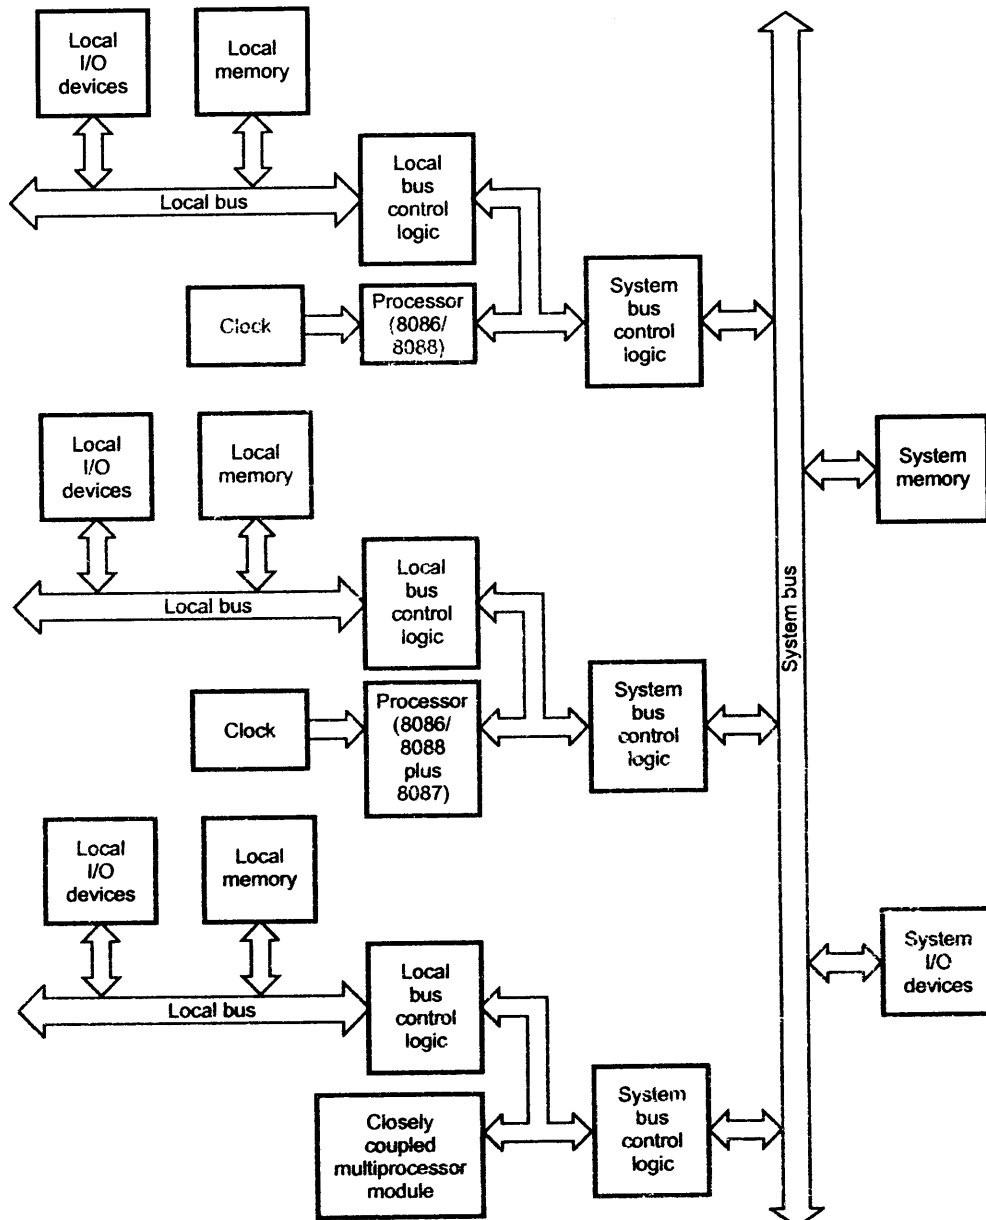 Local
I/O
devices
Local
memory
Local
bus
control
logic
Local bus
Clock
Processor
(8086/
8088)
System
bus
control
logic
Local
I/O
devices
Local
memory
System
memory
Local
bus
control
logic
Local bus
System bus
Clock
Processor
(8086/
8088
plus
8087)
System
bus
control
logic
Local
I/O
devices
Local
memory
System
I/O
devices
Local
bus
control
logic
Local bus
Closely
coupled
multiprocessor
module
System
bus
control
logic